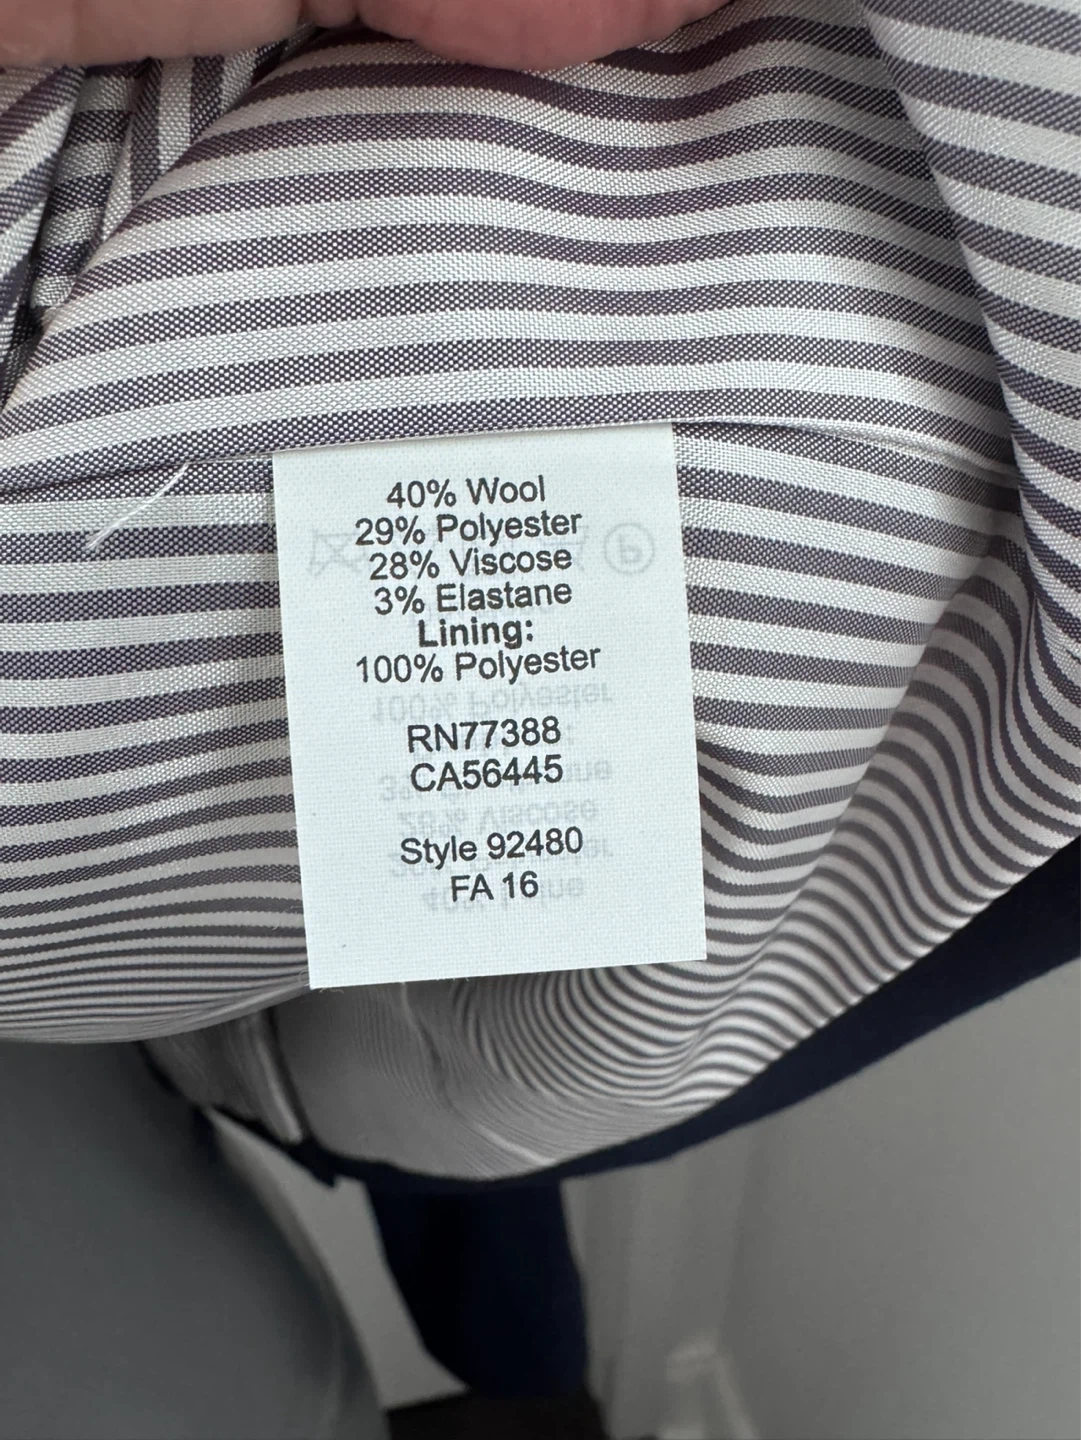 40% Wool
29% Polyester
28% Viscose
3% Elastane
Lining:
100% Polyester
RN77388
CA56445
Style 92480
FA 16